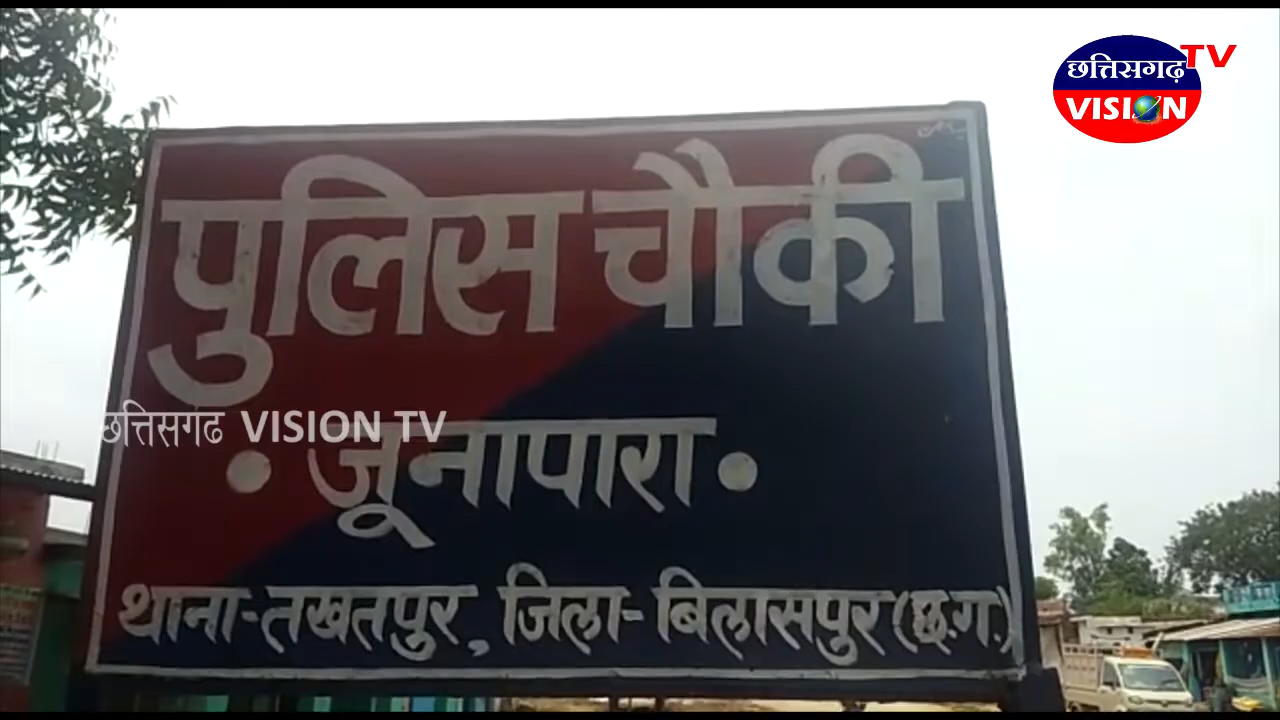 छत्तिसगढ़ TV
VISION
पुलिस चौकी
छत्तिसगढ VISION TV
• जूनापारा •
थाना-तखतपुर, जिला-बिलासपुर (छ.ग.)